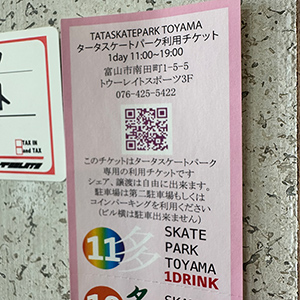 TATASKATEPARK TOYAMA
タータスケートパーク利用チケット
1day 11:00~19:00
富山市南田町1-5-5
トウーレイトスポーツ3F
076-425-5422
このチケットはタータスケートパーク
専用の利用チケットです
シェア、譲渡は自由に出来ます。
駐車場は第二駐車場もしくは
コインパーキングを利用ください
(ビル横は駐車出来ません)
11
SKATE
PARK
TOYAMA
1DRINK
TAX IN
and TAX